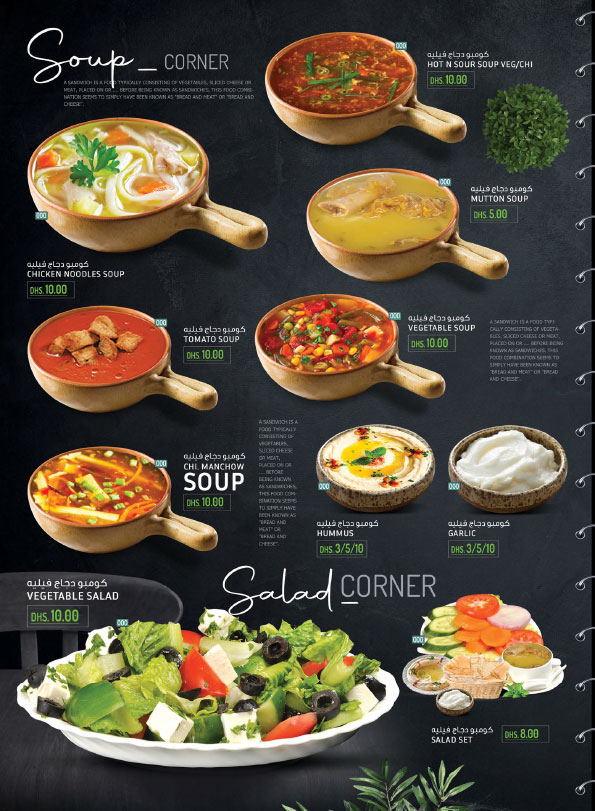 Soup_ CORNER
A SANDWICH IS A FOOD TYPICALLY CONSISTING OF VEGETABLES, SLICED CHEESE OR
MEAT, PLACED ON OR ... BEFORE BEING KNOWN AS SANDWICHES, THIS FOOD COMBI-
NATION SEEMS TO SIMPLY HAVE BEEN KNOWN AS "BREAD AND MEAT" OR "BREAD AND
CHEESE".
000
كومبو دجاج فيليه
HOT N SOUR SOUP VEG/CHI
DHS. 10.00
000
كومبو دجاج فيليه
MUTTON SOUP
DHS. 5.00
000
كومبو دجاج فيليه
CHICKEN NOODLES SOUP
DHS. 10.00
000
كومبو دجاج فيليه
TOMATO SOUP
DHS. 10.00
000
كومبو دجاج فيليه
VEGETABLE SOUP
DHS. 10.00
A SANDWICH IS A FOOD TYPI-
CALLY CONSISTING OF VEGETA-
BLES, SLICED CHEESE OR MEAT,
PLACED ON OR .... BEFORE BEING
KNOWN AS SANDWICHES, THIS
FOOD COMBINATION SEEMS TO
SIMPLY HAVE BEEN KNOWN AS
"BREAD AND MEAT" OR "BREAD
AND CHEESE".
000
كومبو دجاج فيليه
CHI. MANCHOW
SOUP
DHS. 10.00
A SANDWICH IS A
FOOD TYPICALLY
CONSISTING OF
VEGETABLES,
SLICED CHEESE
OR MEAT,
PLACED ON OR
.... BEFORE
BEING KNOWN
AS SANDWICHES,
THIS FOOD COM-
BINATION SEEMS
TO SIMPLY HAVE
BEEN KNOWN AS
"BREAD AND
MEAT" OR
"BREAD AND
CHEESE".
000
كومبو دجاج فيليه
HUMMUS
DHS. 3/5/10
000
كومبو دجاج فيليه
GARLIC
DHS. 3/5/10
Salad_CORNER
كومبو دجاج فيليه
VEGETABLE SALAD
DHS. 10.00
000
000
كومبو دجاج فيليه
SALAD SET
DHS. 8.00